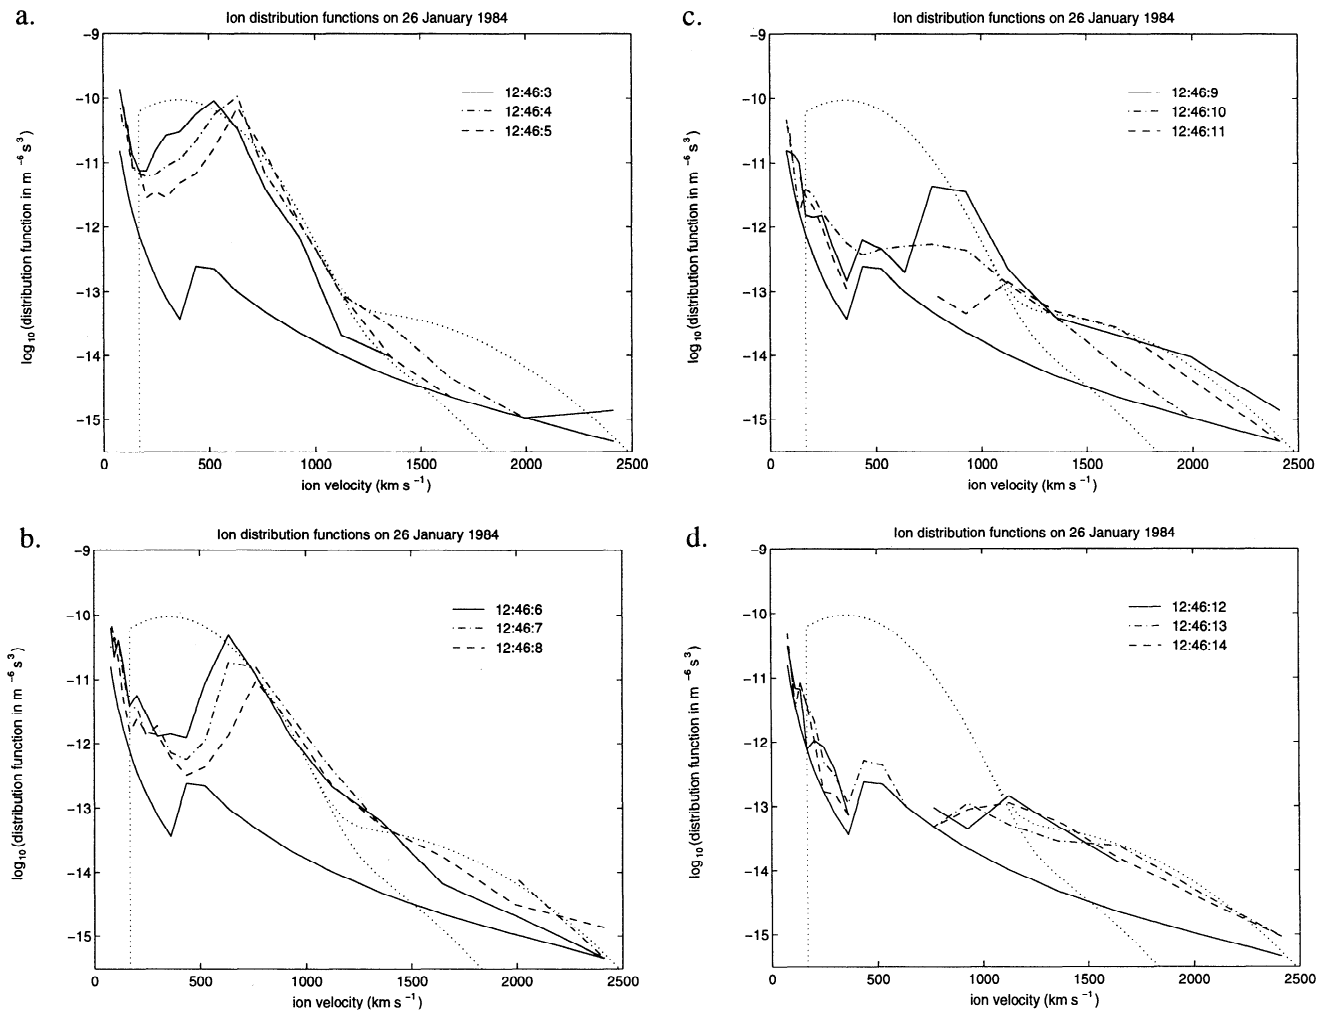 a.
Ion distribution functions on 26 January 1984
−9
−10
−11
−12
−13
−14
−15
12:46:3
12:46:4
12:46:5
log10 (distribution function in m −6 s 3)
0 500 1000 1500 2000 2500
ion velocity (km s −1)
b.
Ion distribution functions on 26 January 1984
−9
−10
−11
−12
−13
−14
−15
12:46:6
12:46:7
12:46:8
log10 (distribution function in m −6 s 3)
0 500 1000 1500 2000 2500
ion velocity (km s −1)
c.
Ion distribution functions on 26 January 1984
−9
−10
−11
−12
−13
−14
−15
12:46:9
12:46:10
12:46:11
log10 (distribution function in m −6 s 3)
0 500 1000 1500 2000 2500
ion velocity (km s −1)
d.
Ion distribution functions on 26 January 1984
−9
−10
−11
−12
−13
−14
−15
12:46:12
12:46:13
12:46:14
log10 (distribution function in m −6 s 3)
0 500 1000 1500 2000 2500
ion velocity (km s −1)